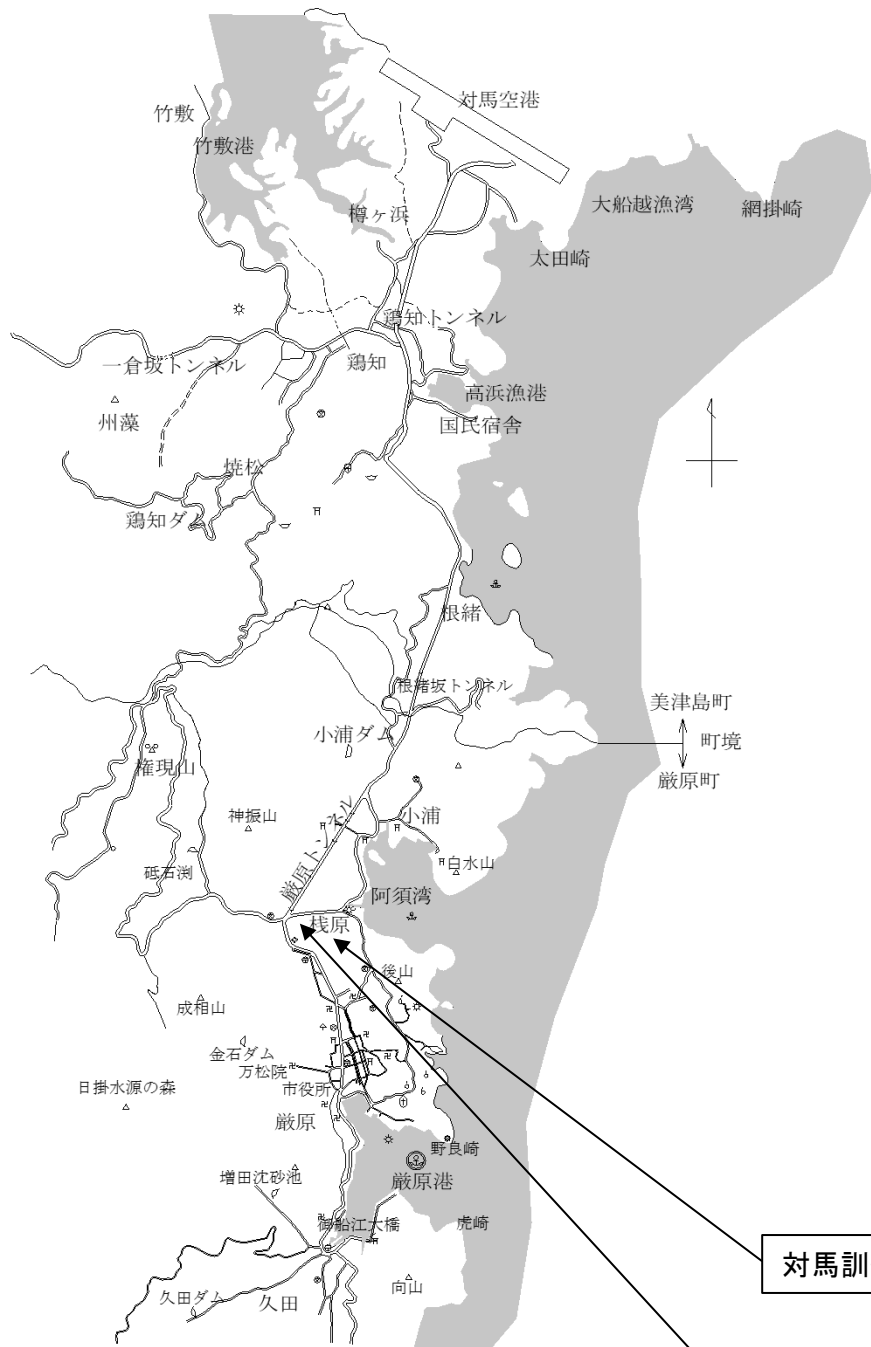 竹敷
対馬空港
竹敷港
大船越漁湾
網掛崎
樽ヶ浜
太田崎
鶏知トンネル
一倉坂トンネル
鶏知
高浜漁港
州藻
国民宿舎
焼松
鶏知ダム
根緒
根緒坂トンネル
美津島町
小浦ダム
町境
権現山
厳原町
神振山
小浦
厳原トンネル
砥石渕
白水山
阿須湾
桟原
後山
成相山
金石ダム
万松院
日掛水源の森
市役所
厳原
野良崎
増田沈砂池
厳原港
御船江大橋
虎崎
対馬訓
向山
久田ダム
久田